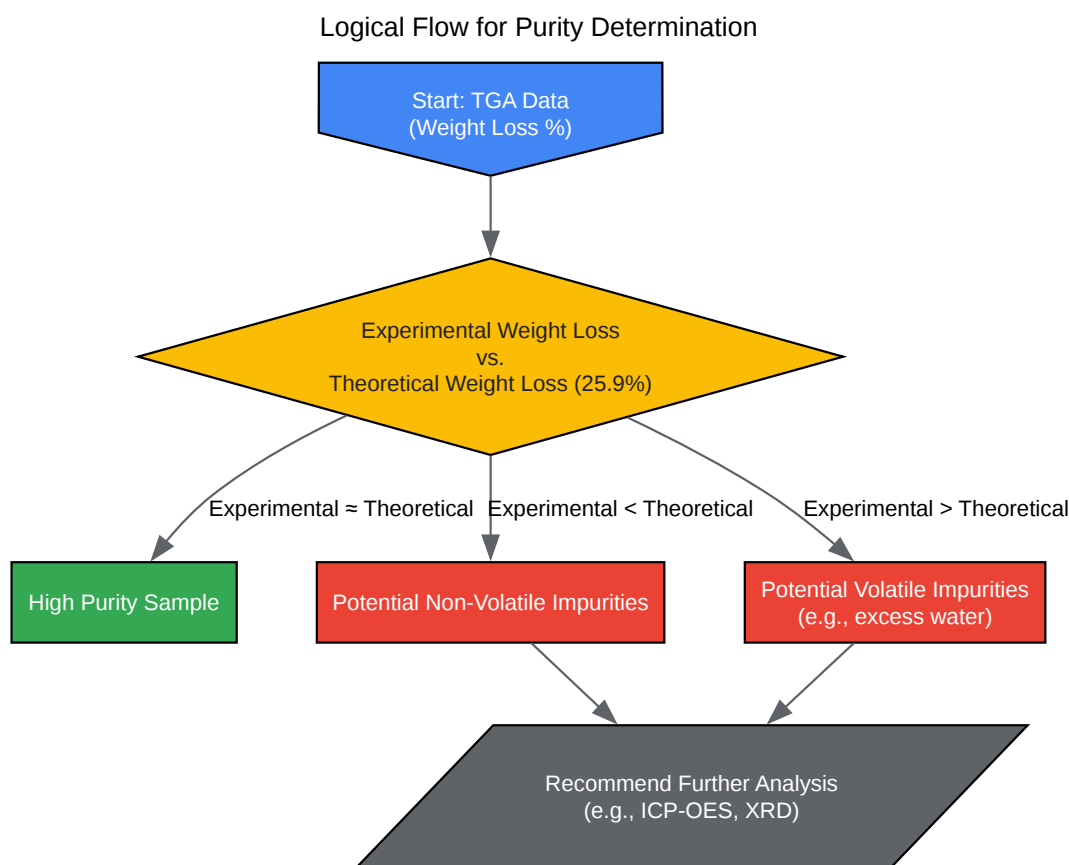 Logical Flow for Purity Determination
Start: TGA Data
(Weight Loss %)
Experimental Weight Loss
vs.
Theoretical Weight Loss (25.9%)
Experimental ≈ Theoretical
Experimental < Theoretical
Experimental > Theoretical
High Purity Sample
Potential Non-Volatile Impurities
Potential Volatile Impurities
(e.g., excess water)
Recommend Further Analysis
(e.g., ICP-OES, XRD)